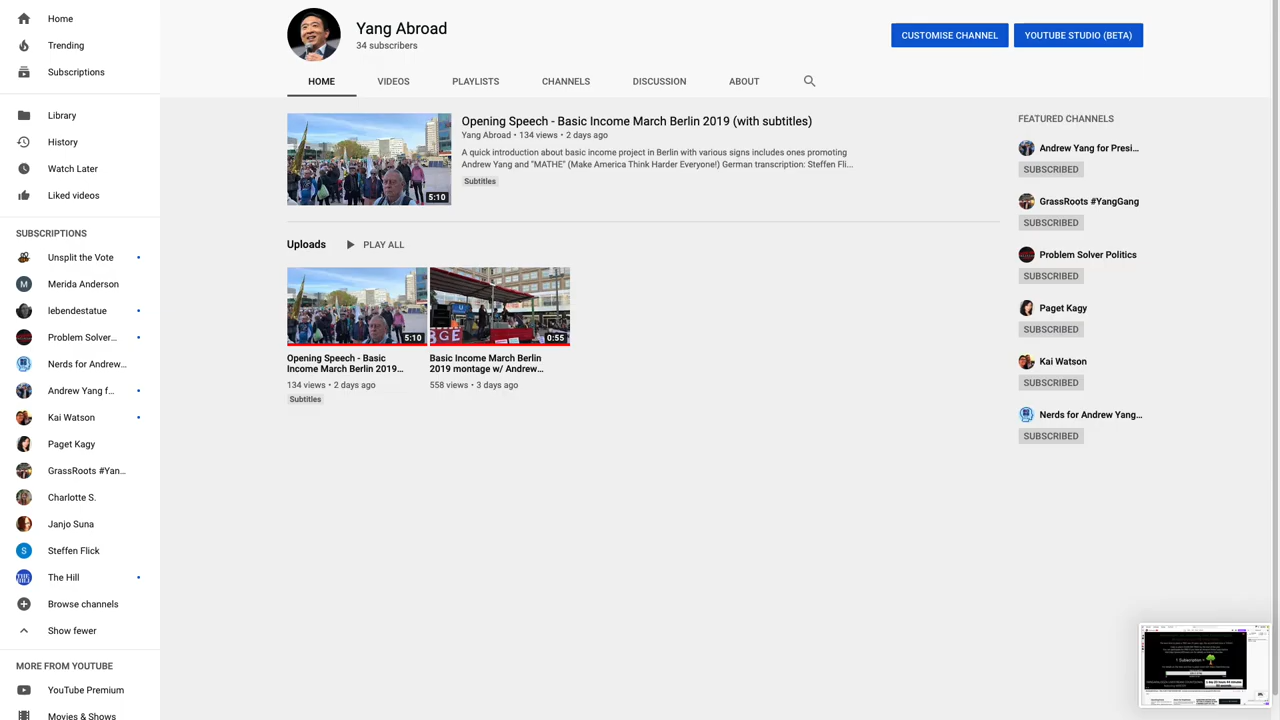 Home
Trending
Subscriptions
Library
History
Watch Later
Liked videos
SUBSCRIPTIONS
Unsplit the Vote
M
Merida Anderson
lebendestatue
Problem Solver...
Nerds for Andrew...
Andrew Yang f...
Kai Watson
Paget Kagy
GrassRoots #Yan...
Charlotte S.
Janjo Suna
S
Steffen Flick
The Hill
Browse channels
Show fewer
MORE FROM YOUTUBE
YouTube Premium
Movies & Shows
Yang Abroad
34 subscribers
CUSTOMISE CHANNEL
YOUTUBE STUDIO (BETA)
HOME
VIDEOS
PLAYLISTS
CHANNELS
DISCUSSION
ABOUT
5:10
Opening Speech - Basic Income March Berlin 2019 (with subtitles)
Yang Abroad • 134 views • 2 days ago
A quick introduction about basic income project in Berlin with various signs includes ones promoting
Andrew Yang and "MATHE" (Make America Think Harder Everyone!) German transcription: Steffen Fli...
Subtitles
Uploads
PLAY ALL
5:10
Opening Speech - Basic
Income March Berlin 2019...
134 views • 2 days ago
Subtitles
0:55
Basic Income March Berlin
2019 montage w/ Andrew...
558 views • 3 days ago
FEATURED CHANNELS
Andrew Yang for Presi...
SUBSCRIBED
GrassRoots #YangGang
SUBSCRIBED
Problem Solver Politics
SUBSCRIBED
Paget Kagy
SUBSCRIBED
Kai Watson
SUBSCRIBED
Nerds for Andrew Yang...
SUBSCRIBED
1 Subscription =